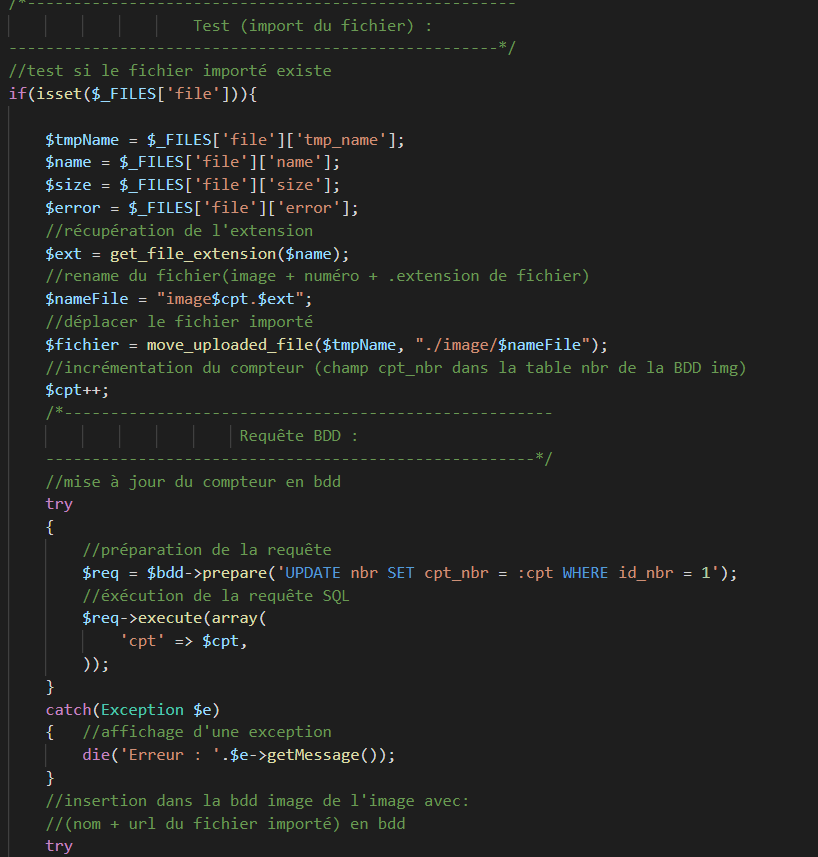 /*-----------------------------------------------------
Test (import du fichier) :
-----------------------------------------------------*/
//test si le fichier importé existe
if(isset($_FILES['file'])){
$tmpName = $_FILES['file']['tmp_name'];
$name = $_FILES['file']['name'];
$size = $_FILES['file']['size'];
$error = $_FILES['file']['error'];
//récupération de l'extension
$ext = get_file_extension($name);
//rename du fichier(image + numéro + .extension de fichier)
$nameFile = "image$cpt.$ext";
//déplacer le fichier importé
$fichier = move_uploaded_file($tmpName, "./image/$nameFile");
//incrémentation du compteur (champ cpt_nbr dans la table nbr de la BDD img)
$cpt++;
/*-----------------------------------------------------
Requête BDD :
-----------------------------------------------------*/
//mise à jour du compteur en bdd
try
{
//préparation de la requête
$req = $bdd->prepare('UPDATE nbr SET cpt_nbr = :cpt WHERE id_nbr = 1');
//éxécution de la requête SQL
$req->execute(array(
'cpt' => $cpt,
));
}
catch(Exception $e)
{ //affichage d'une exception
die('Erreur : '.$e->getMessage());
}
//insertion dans la bdd image de l'image avec:
//(nom + url du fichier importé) en bdd
try